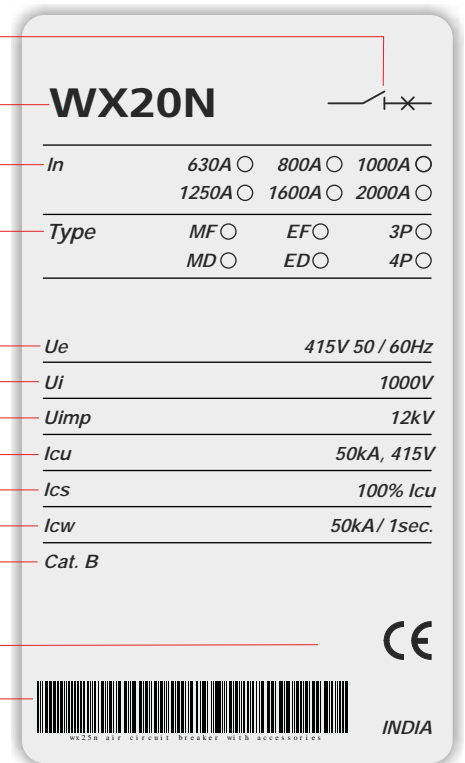 WX20N
In 630A 800A 1000A
1250A 1600A 2000A
Type MF EF 3P
MD ED 4P
Ue 415V 50 / 60Hz
Ui 1000V
Uimp 12kV
Icu 50kA, 415V
Ics 100% Icu
Icw 50kA/ 1sec.
Cat. B
CE
wx25n air circuit breaker with accessories
INDIA